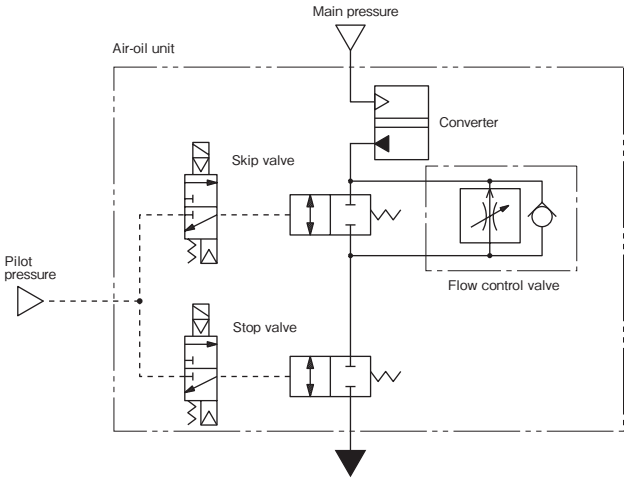 Main pressure
Air-oil unit
Converter
Skip valve
Pilot
pressure
Flow control valve
Stop valve